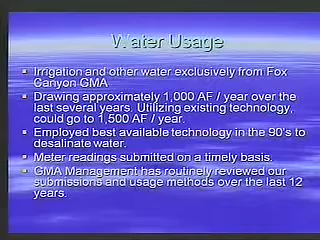 Water Usage
Irrigation and other water exclusively from Fox
Canyon GMA
Drawing approximately 1,000 AF / year over the
last several years. Utilizing existing technology,
could go to 1,500 AF / year.
Employed best available technology in the 90's to
desalinate water.
Meter readings submitted on a timely basis.
GMA Management has routinely reviewed our
submissions and usage methods over the last 12
years.